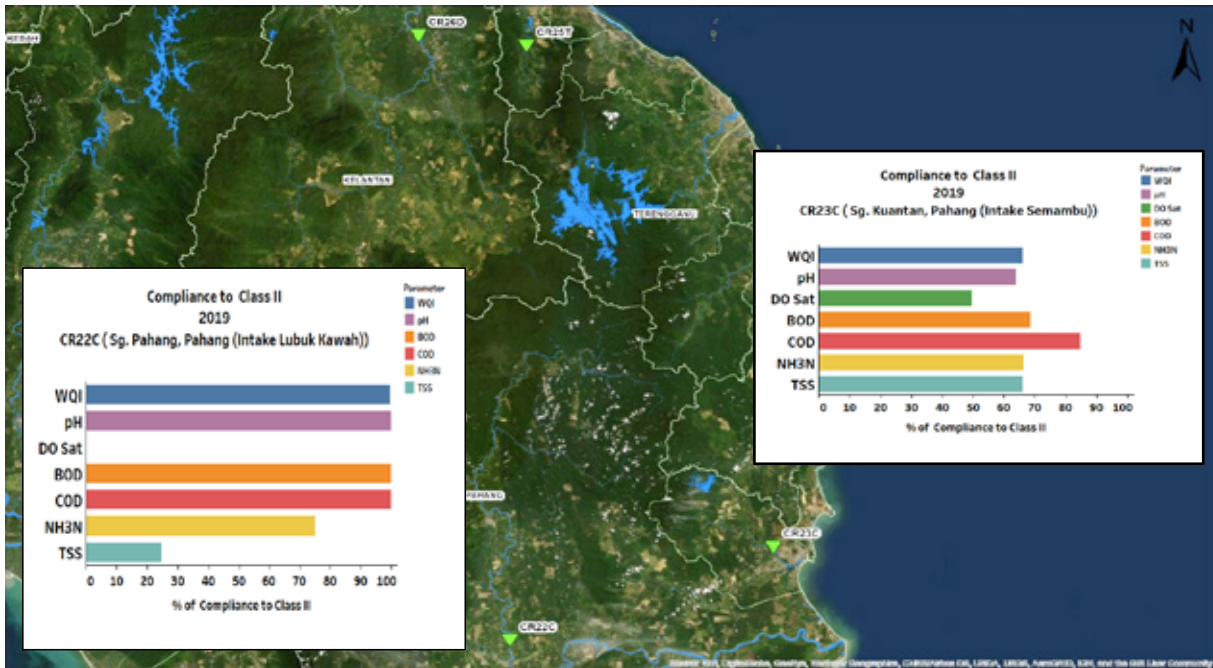 KEDAH
CR26D
CR25T
N
KELANTAN
TERENGGANU
PAHANG
CR23C
CR22C
Compliance to Class II
2019
CR22C ( Sg. Pahang, Pahang (Intake Lubuk Kawah))
Parameter
WQI
pH
BOD
COD
NH3N
TSS
WQI
pH
DO Sat
BOD
COD
NH3N
TSS
0 10 20 30 40 50 60 70 80 90 100
% of Compliance to Class II
Compliance to Class II
2019
CR23C ( Sg. Kuantan, Pahang (Intake Semambu))
Parameter
WQI
pH
DO Sat
BOD
COD
NH3N
TSS
WQI
pH
DO Sat
BOD
COD
NH3N
TSS
0 10 20 30 40 50 60 70 80 90 100
% of Compliance to Class II